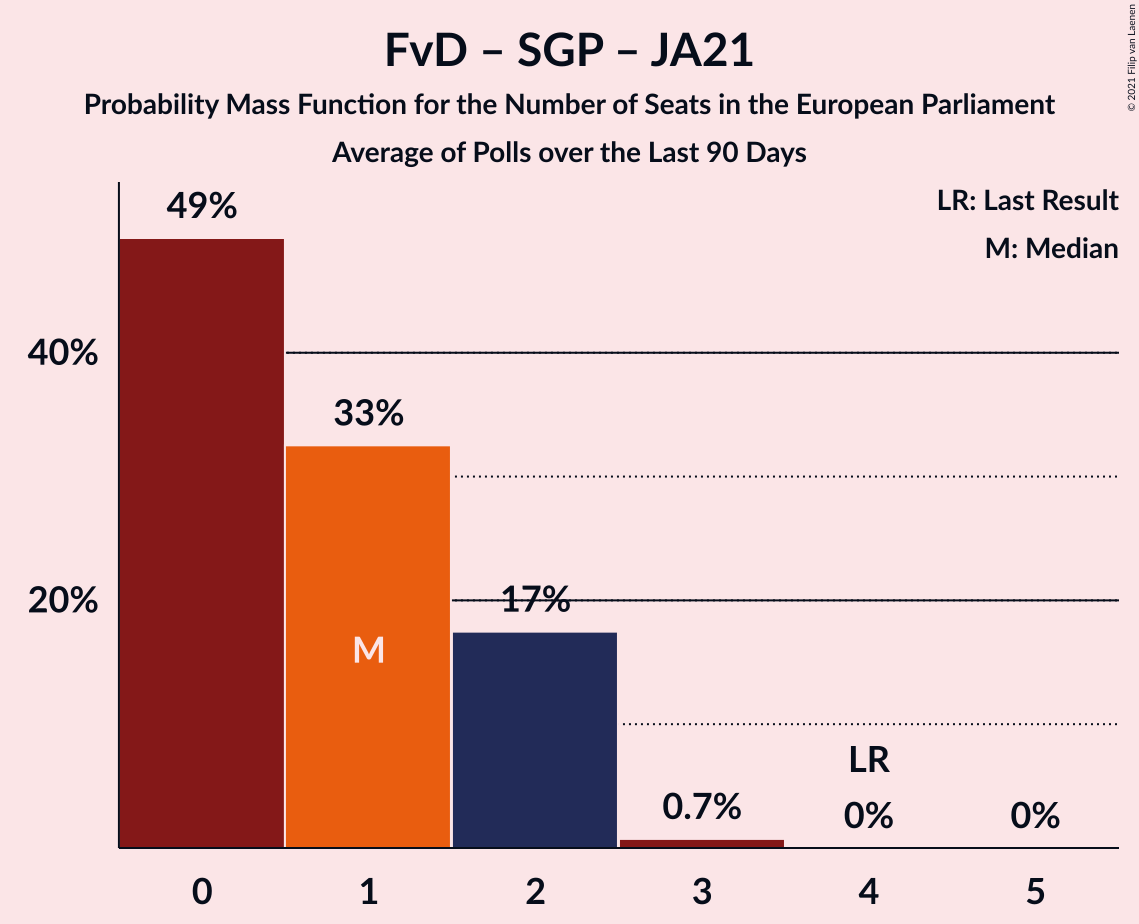 FvD – SGP – JA21
Probability Mass Function for the Number of Seats in the European Parliament
Average of Polls over the Last 90 Days
© 2021 Filip van Laenen
LR: Last Result
M: Median
49%
40%
33%
20%
17%
M
LR
0.7%
0%
0%
0 1 2 3 4 5